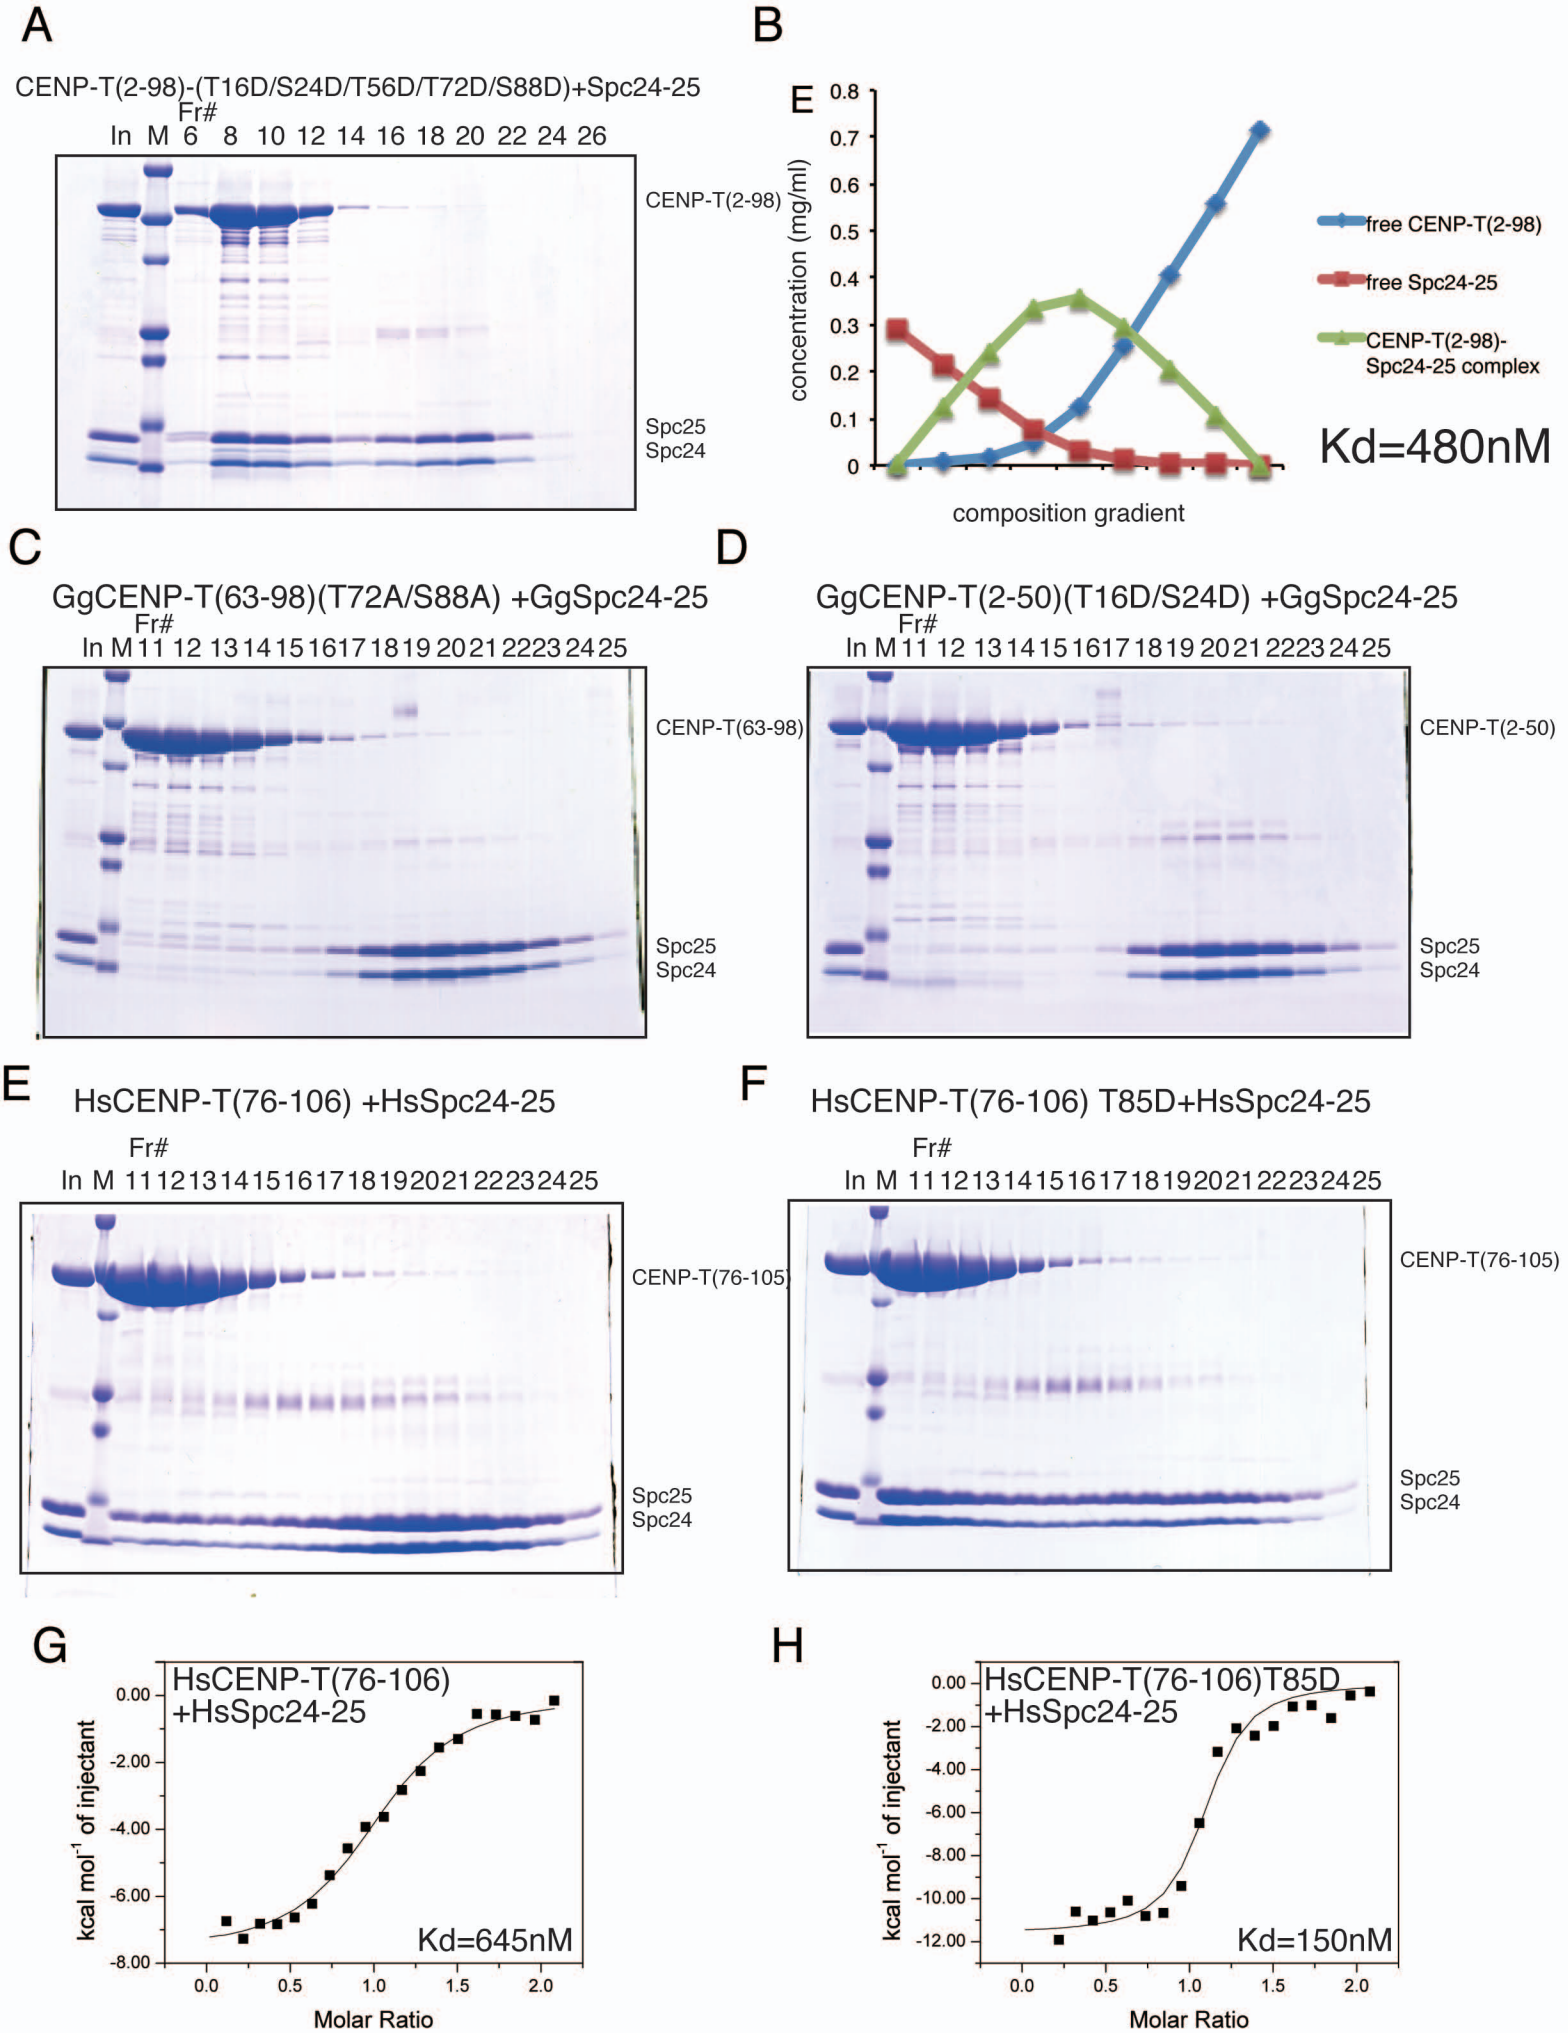 A
CENP-T(2-98)-(T16D/S24D/T56D/T72D/S88D)+Spc24-25
Fr#
In M 6 8 10 12 14 16 18 20 22 24 26
CENP-T(2-98)
Spc25
Spc24
B
E
0.8
0.7
0.6
0.5
0.4
0.3
0.2
0.1
0
concentration (mg/ml)
composition gradient
free CENP-T(2-98)
free Spc24-25
CENP-T(2-98)-
Spc24-25 complex
Kd=480nM
C
GgCENP-T(63-98)(T72A/S88A) +GgSpc24-25
Fr#
In M 11 12 13 14 15 16 17 18 19 20 21 22 23 24 25
CENP-T(63-98)
Spc25
Spc24
D
GgCENP-T(2-50)(T16D/S24D) +GgSpc24-25
Fr#
In M 11 12 13 14 15 16 17 18 19 20 21 22 23 24 25
CENP-T(2-50)
Spc25
Spc24
E
HsCENP-T(76-106) +HsSpc24-25
Fr#
In M 11 12 13 14 15 16 17 18 19 20 21 22 23 24 25
CENP-T(76-105)
Spc25
Spc24
F
HsCENP-T(76-106) T85D+HsSpc24-25
Fr#
In M 11 12 13 14 15 16 17 18 19 20 21 22 23 24 25
CENP-T(76-105)
Spc25
Spc24
G
HsCENP-T(76-106)
+HsSpc24-25
0.00
-2.00
-4.00
-6.00
-8.00
kcal mol⁻¹ of injectant
Kd=645nM
0.0 0.5 1.0 1.5 2.0
Molar Ratio
H
HsCENP-T(76-106)T85D
+HsSpc24-25
0.00
-2.00
-4.00
-6.00
-8.00
-10.00
-12.00
kcal mol⁻¹ of injectant
Kd=150nM
0.0 0.5 1.0 1.5 2.0
Molar Ratio